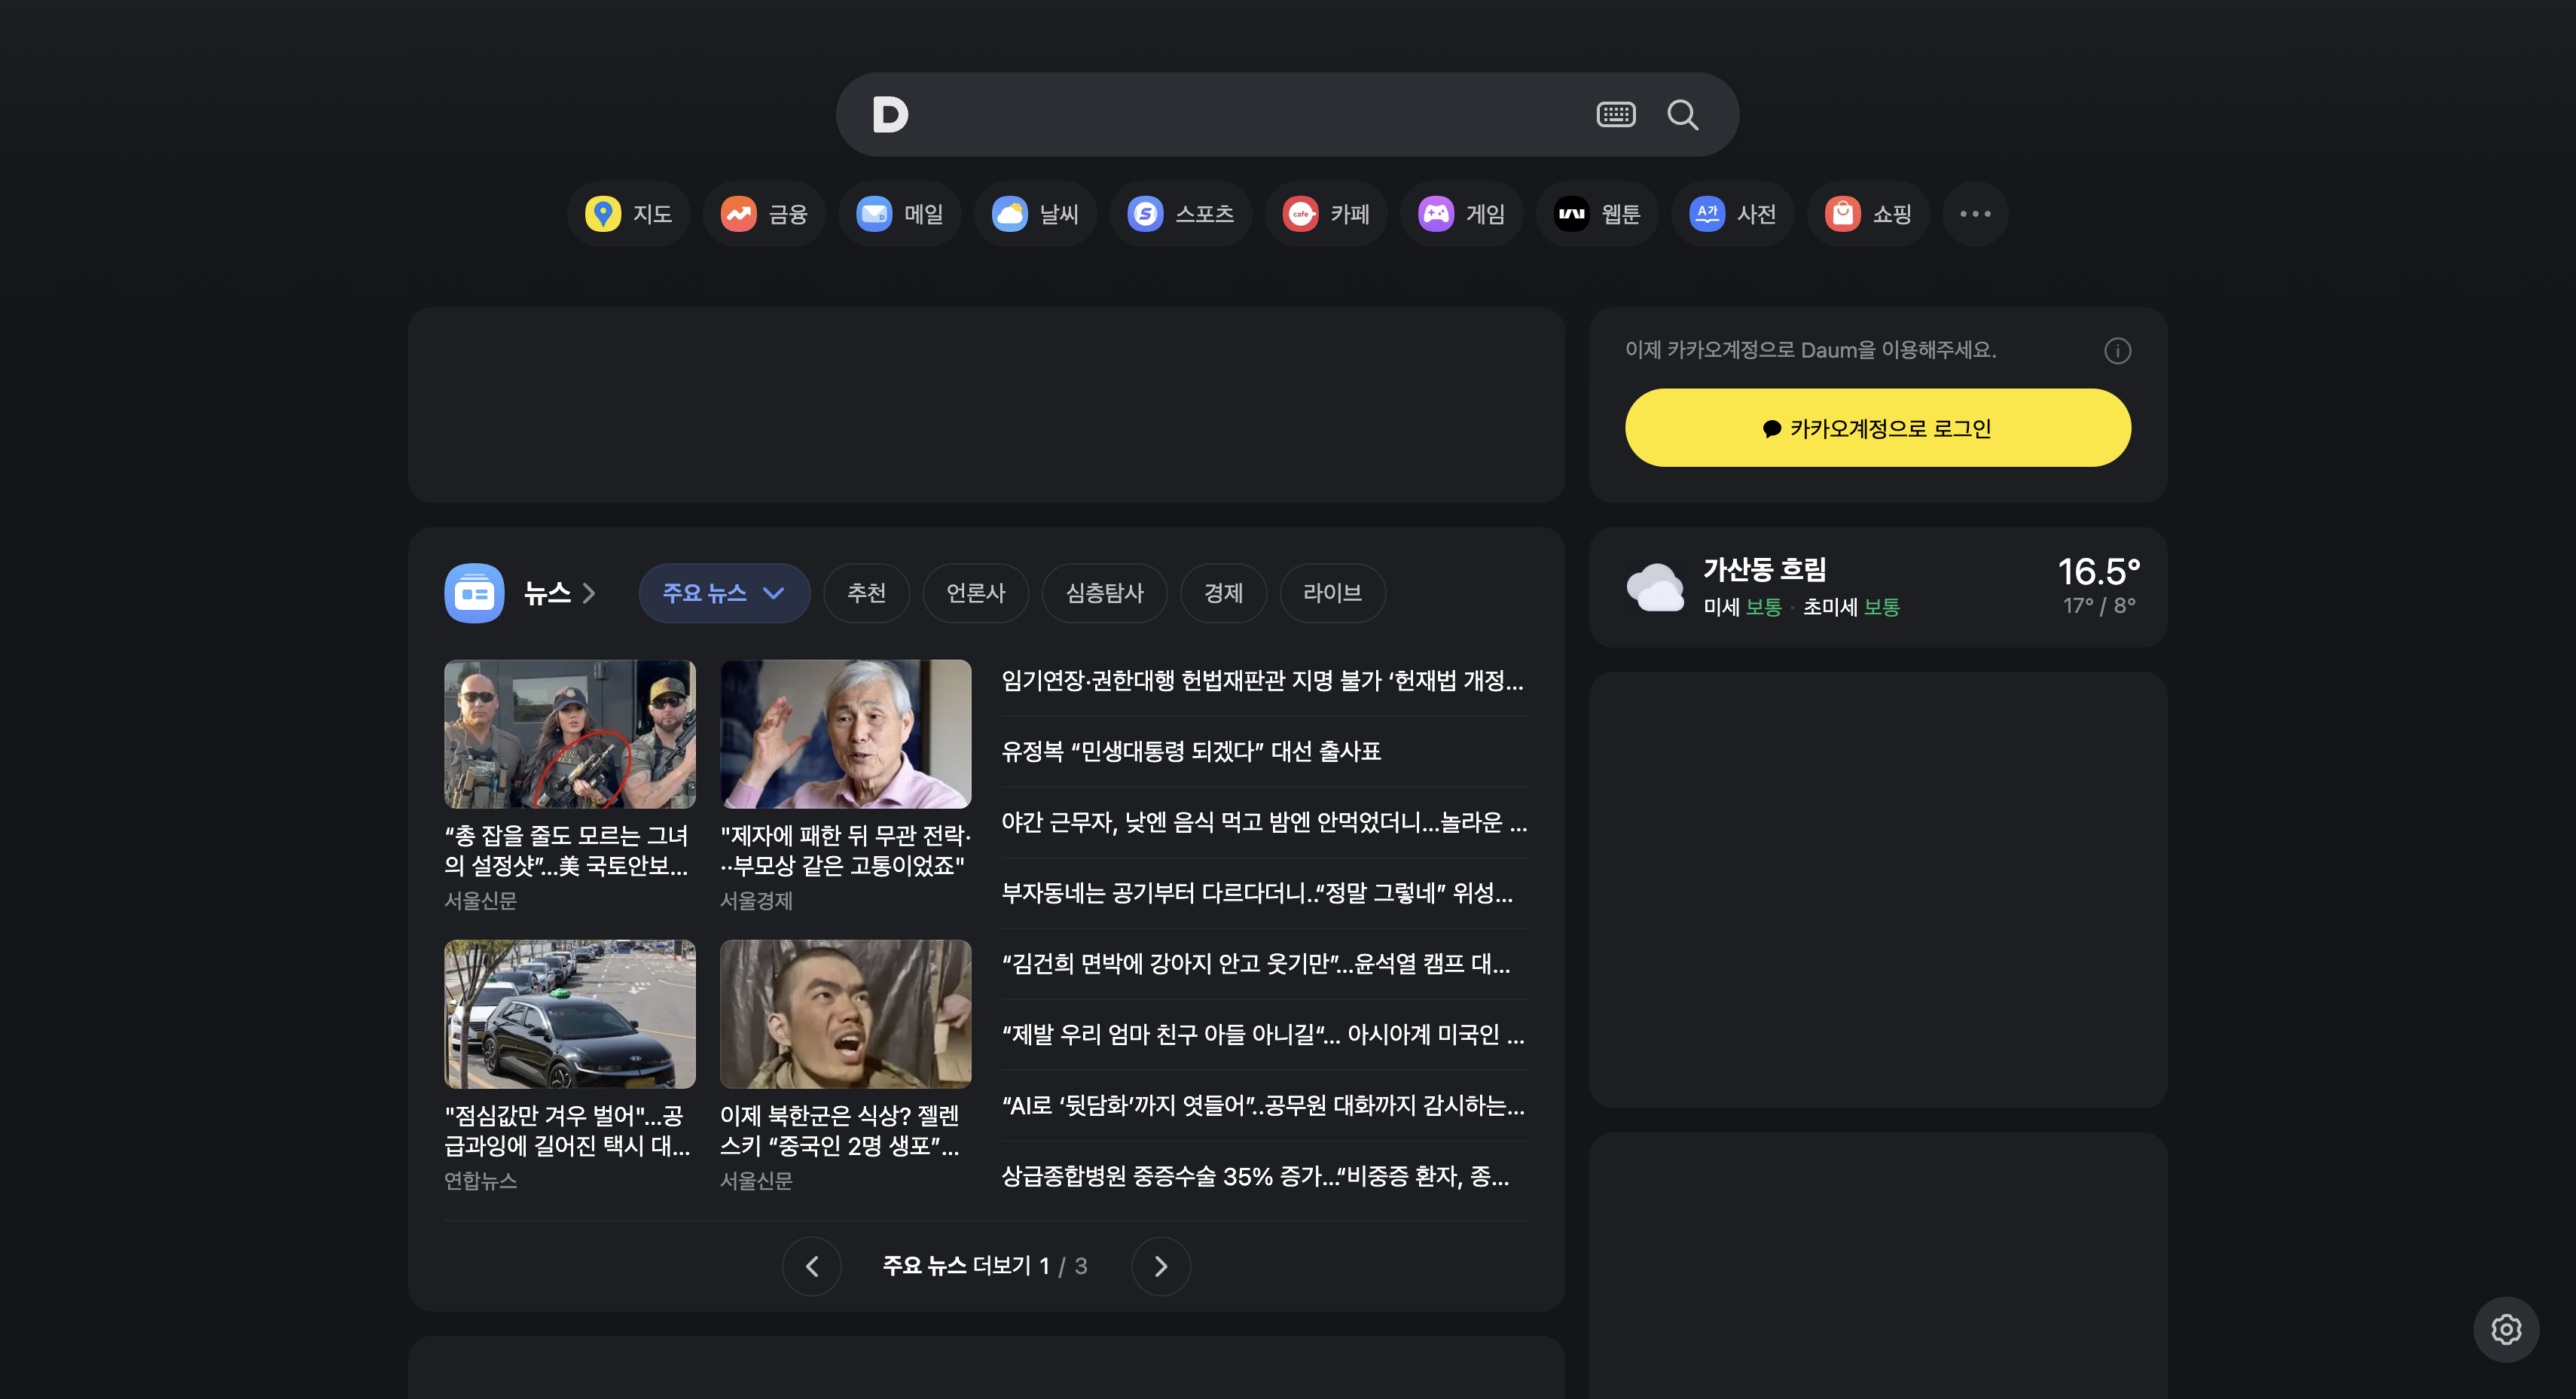 D
지도 금융 메일 날씨 스포츠 카페 게임 웹툰 사전 쇼핑 ···
이제 카카오계정으로 Daum을 이용해주세요.
카카오계정으로 로그인
뉴스
주요 뉴스 추천 언론사 심층탐사 경제 라이브
“총 잡을 줄도 모르는 그녀
의 설정샷”...美 국토안보...
서울신문
"제자에 패한 뒤 무관 전락·
··부모상 같은 고통이었죠"
서울경제
"점심값만 겨우 벌어"...공
급과잉에 길어진 택시 대...
연합뉴스
이제 북한군은 식상? 젤렌
스키 “중국인 2명 생포”...
서울신문
임기연장·권한대행 헌법재판관 지명 불가 ‘헌재법 개정...
유정복 “민생대통령 되겠다” 대선 출사표
야간 근무자, 낮엔 음식 먹고 밤엔 안먹었더니...놀라운 ...
부자동네는 공기부터 다르다더니..“정말 그렇네” 위성...
“김건희 면박에 강아지 안고 웃기만”...윤석열 캠프 대...
“제발 우리 엄마 친구 아들 아니길“... 아시아계 미국인 ...
“AI로 ‘뒷담화’까지 엿들어”..공무원 대화까지 감시하는...
상급종합병원 중증수술 35% 증가...“비중증 환자, 종...
주요 뉴스 더보기 1 / 3
가산동 흐림
미세 보통 · 초미세 보통
16.5°
17° / 8°